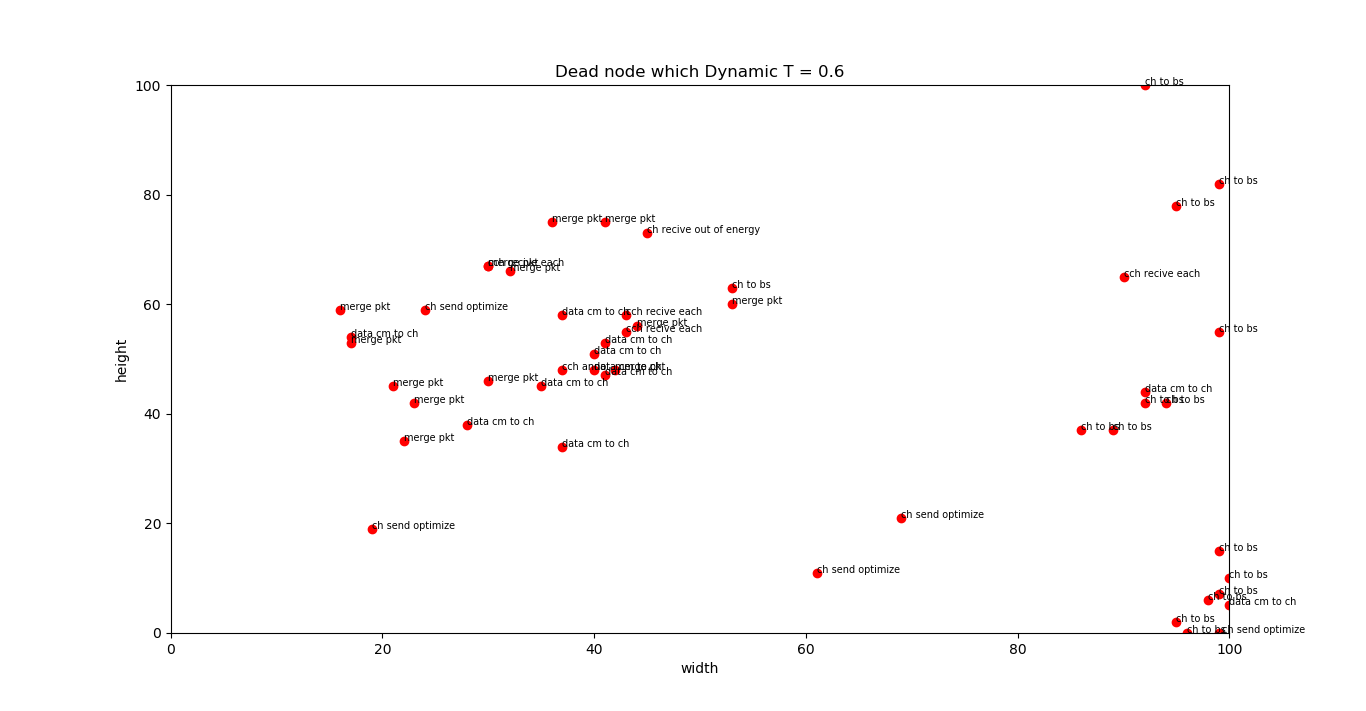 Dead node which Dynamic T = 0.6
100
ch to bs
ch to bs
80
ch to bs
merge pkt
merge pkt
ch recive out of energy
cch recive each
merge pkt
cch recive each
ch to bs
60
merge pkt
ch send optimize
data cm to ch
cch recive each
merge pkt
merge pkt
cch recive each
ch to bs
data cm to ch
merge pkt
data cm to ch
data cm to ch
cch
data cm to ch
merge pkt
merge pkt
data cm to ch
data cm to ch
merge pkt
40
ch to bs
ch to bs
data cm to ch
ch to bs
ch to bs
merge pkt
data cm to ch
height
20
ch send optimize
ch send optimize
ch to bs
ch send optimize
ch to bs
ch to bs
ch to bs
data cm to ch
ch to bs
ch to bs
ch send optimize
0
0
20
40
60
80
100
width